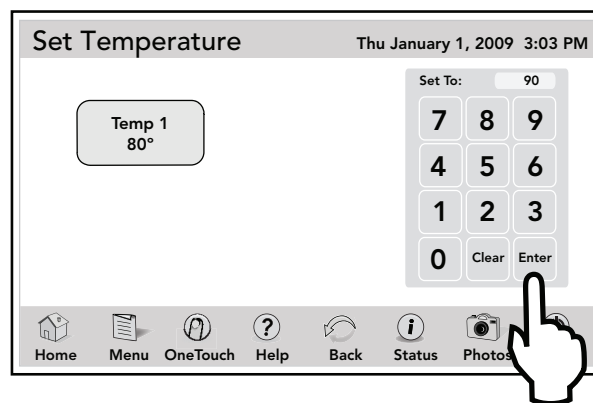 Set Temperature Thu January 1, 2009 3:03 PM
Set To: 90
Temp 1
80°
7 8 9
4 5 6
1 2 3
0 Clear Enter
i
?
Home Menu OneTouch Help Back Status Photos